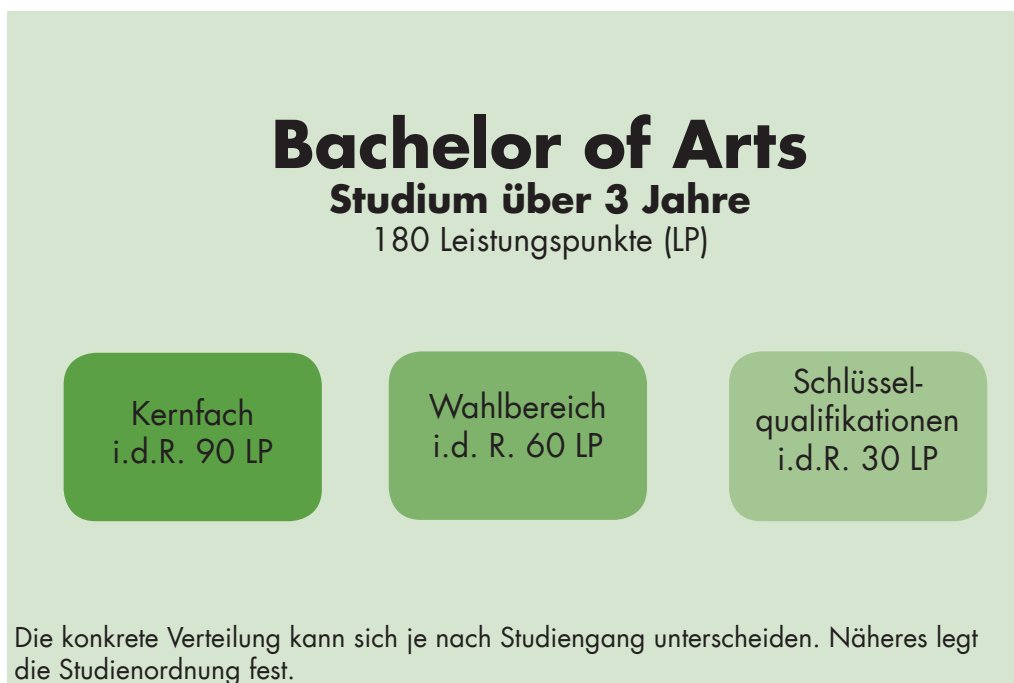 Bachelor of Arts
Studium über 3 Jahre
180 Leistungspunkte (LP)
Kernfach
i.d.R. 90 LP
Wahlbereich
i.d. R. 60 LP
Schlüssel-
qualifikationen
i.d.R. 30 LP
Die konkrete Verteilung kann sich je nach Studiengang unterscheiden. Näheres legt
die Studienordnung fest.